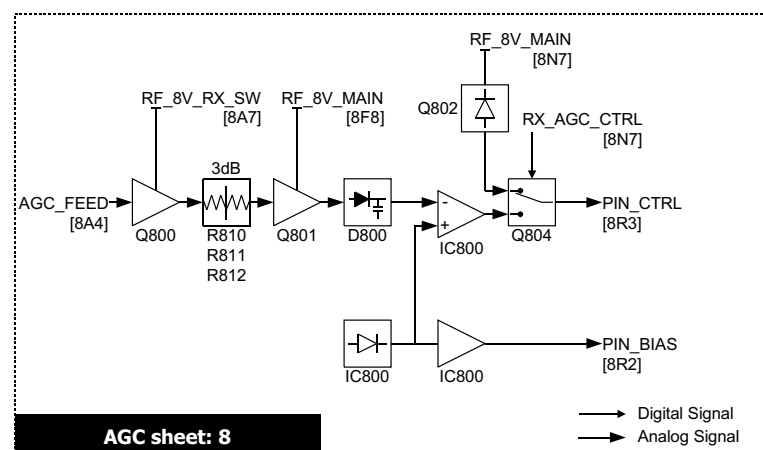 RF_8V_MAIN
[8N7]
Q802
RF_8V_RX_SW
[8A7]
RF_8V_MAIN
[8F8]
RX_AGC_CTRL
[8N7]
3dB
AGC_FEED
[8A4]
Q800
R810
R811
R812
Q801
D800
-
+
IC800
Q804
PIN_CTRL
[8R3]
IC800
IC800
PIN_BIAS
[8R2]
AGC sheet: 8
Digital Signal
Analog Signal